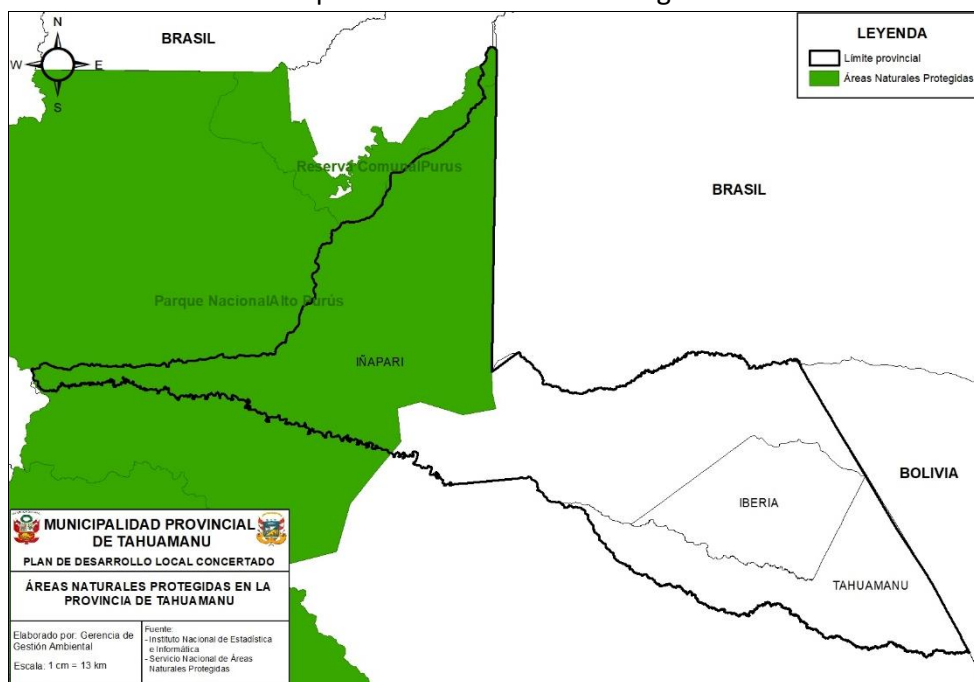 N
W
E
S
BRASIL
LEYENDA
Límite provincial
Áreas Naturales Protegidas
Reserva ComunalPurus
BRASIL
Parque NacionalAlto Purús
IÑAPARI
BOLIVIA
IBERIA
TAHUAMANU
MUNICIPALIDAD PROVINCIAL
DE TAHUAMANU
PLAN DE DESARROLLO LOCAL CONCERTADO
ÁREAS NATURALES PROTEGIDAS EN LA
PROVINCIA DE TAHUAMANU
Elaborado por: Gerencia de
Gestión Ambiental
Escala: 1 cm = 13 km
Fuente:
- Instituto Nacional de Estadística
e Informática
- Servicio Nacional de Áreas
Naturales Protegidas